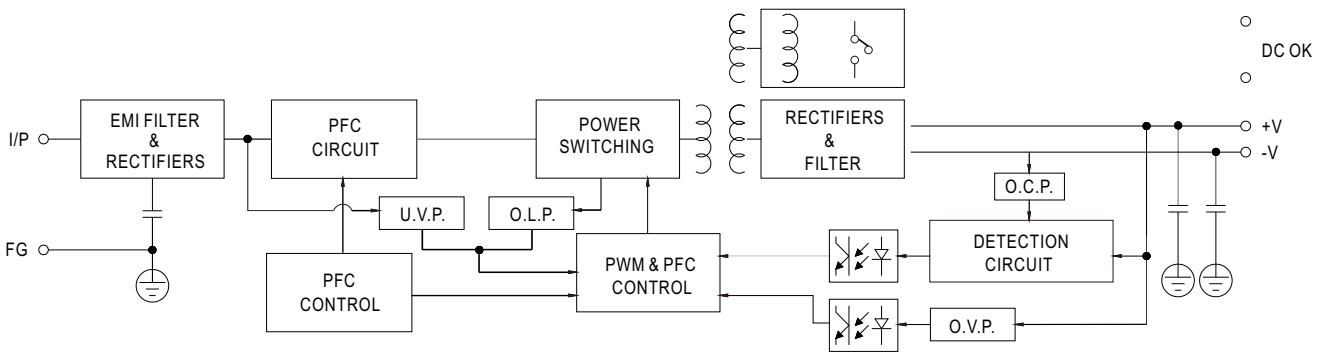 DC OK
I/P
EMI FILTER
&
RECTIFIERS
PFC
CIRCUIT
POWER
SWITCHING
RECTIFIERS
&
FILTER
+V
-V
O.C.P.
U.V.P.
O.L.P.
FG
PFC
CONTROL
PWM & PFC
CONTROL
DETECTION
CIRCUIT
O.V.P.